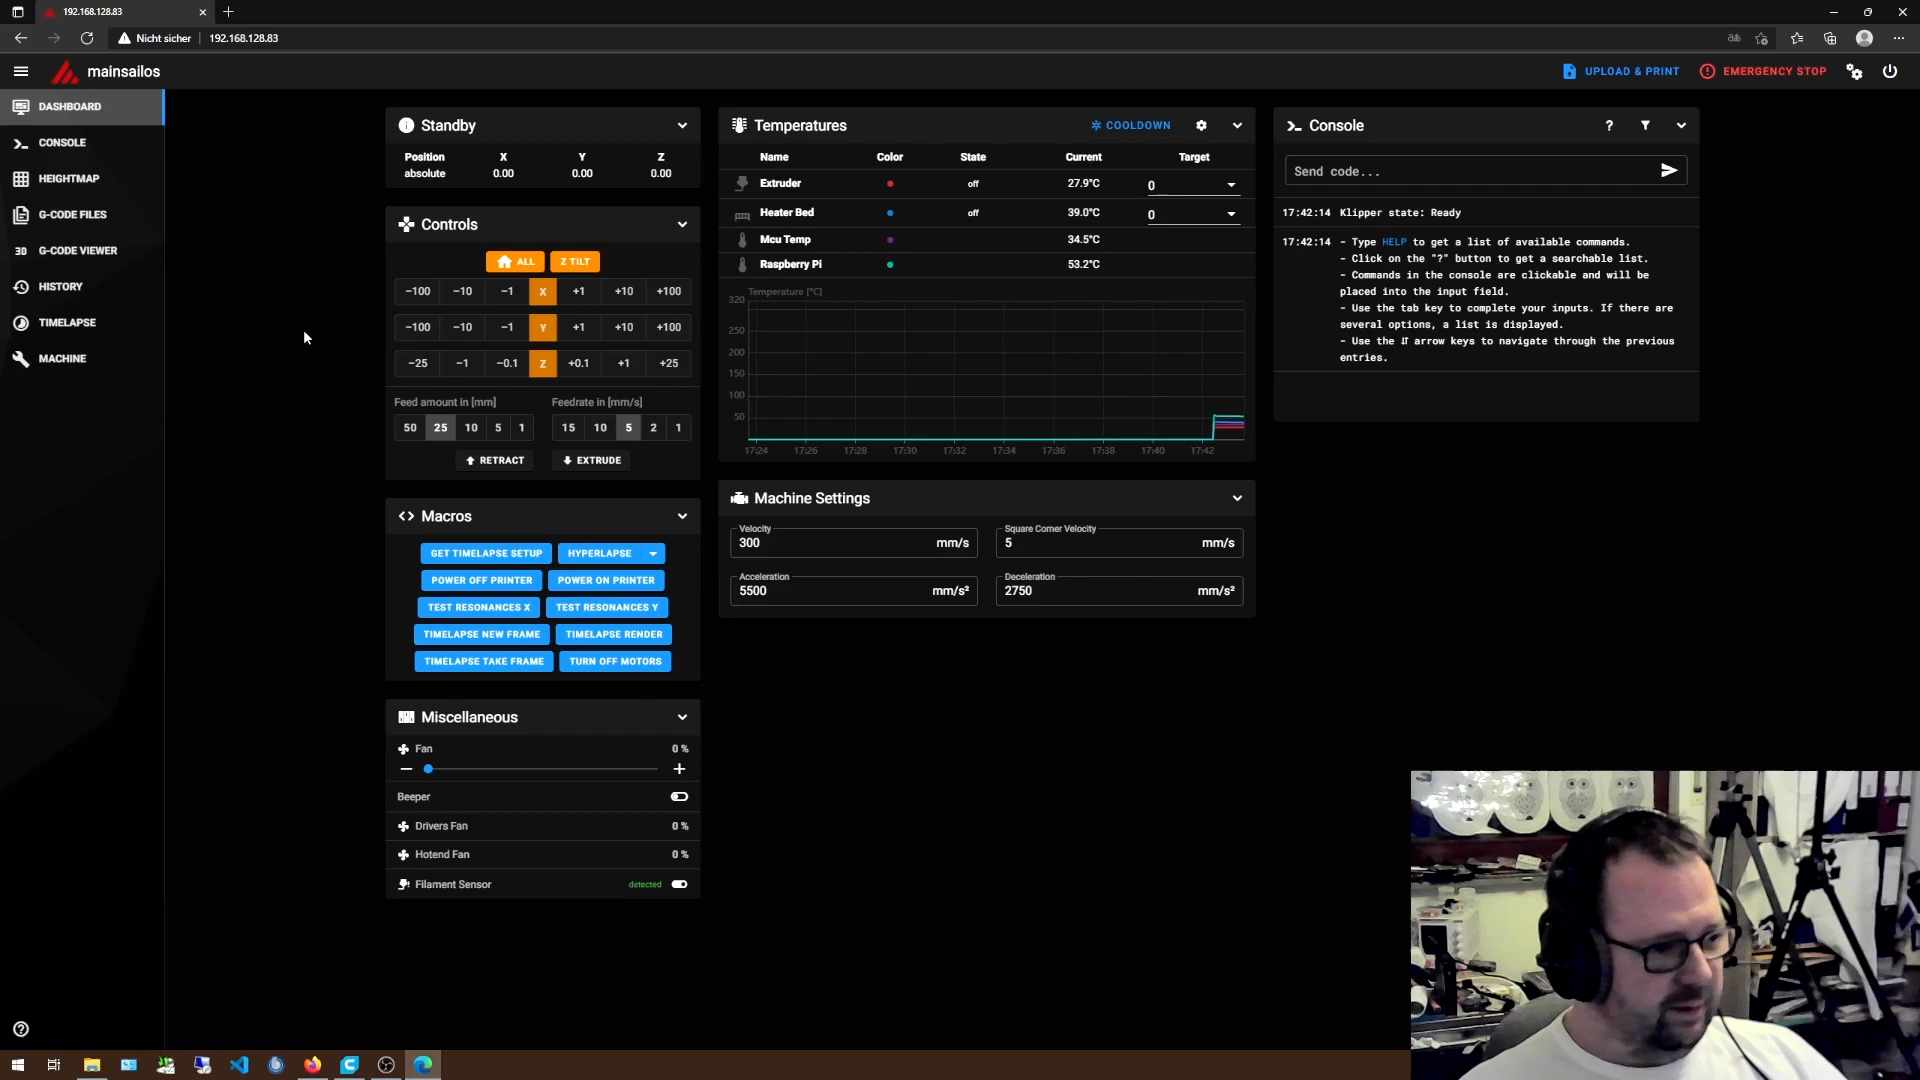 192.168.128.83
Nicht sicher 192.168.128.83
mainsailos
UPLOAD & PRINT
EMERGENCY STOP
DASHBOARD
CONSOLE
HEIGHTMAP
G-CODE FILES
3D G-CODE VIEWER
HISTORY
TIMELAPSE
MACHINE
Standby
Position X Y Z
absolute 0.00 0.00 0.00
Controls
ALL Z TILT
-100 -10 -1 X +1 +10 +100
-100 -10 -1 Y +1 +10 +100
-25 -1 -0.1 Z +0.1 +1 +25
Feed amount in [mm] Feedrate in [mm/s]
50 25 10 5 1 15 10 5 2 1
RETRACT EXTRUDE
Macros
GET TIMELAPSE SETUP HYPERLAPSE
POWER OFF PRINTER POWER ON PRINTER
TEST RESONANCES X TEST RESONANCES Y
TIMELAPSE NEW FRAME TIMELAPSE RENDER
TIMELAPSE TAKE FRAME TURN OFF MOTORS
Miscellaneous
Fan 0 %
Beeper
Drivers Fan 0 %
Hotend Fan 0 %
Filament Sensor detected
Temperatures COOLDOWN
Name Color State Current Target
Extruder off 27.9°C 0
Heater Bed off 39.0°C 0
Mcu Temp 34.5°C
Raspberry Pi 53.2°C
Temperature [°C]
320
250
200
150
100
50
17:24 17:26 17:28 17:30 17:32 17:34 17:36 17:38 17:40 17:42
Machine Settings
Velocity Square Corner Velocity
300 mm/s 5 mm/s
Acceleration Deceleration
5500 mm/s² 2750 mm/s²
Console ?
Send code...
17:42:14 Klipper state: Ready
17:42:14 - Type HELP to get a list of available commands.
- Click on the "?" button to get a searchable list.
- Commands in the console are clickable and will be
placed into the input field.
- Use the tab key to complete your inputs. If there are
several options, a list is displayed.
- Use the ⇵ arrow keys to navigate through the previous
entries.